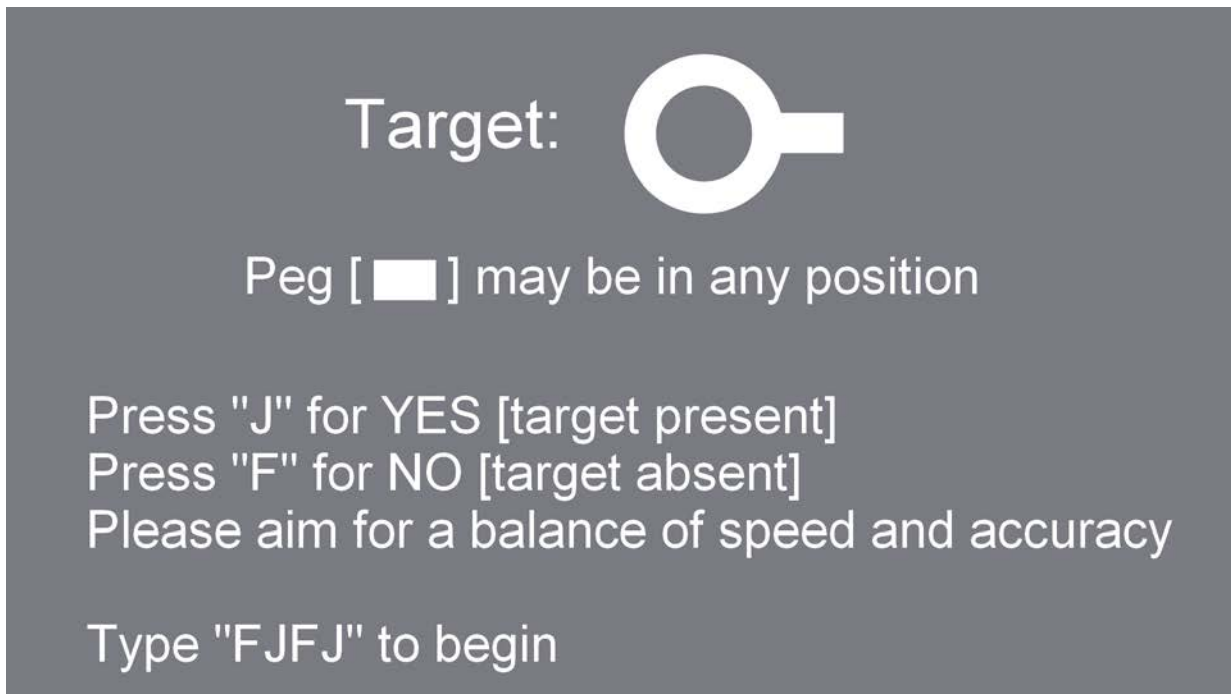 Target:
Peg [ ] may be in any position
Press "J" for YES [target present]
Press "F" for NO [target absent]
Please aim for a balance of speed and accuracy
Type "FJFJ" to begin